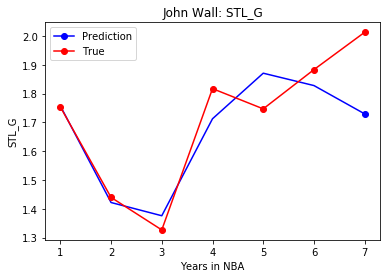 John Wall: STL_G
Prediction
True
2.0
1.9
1.8
1.7
1.6
1.5
1.4
1.3
STL_G
1 2 3 4 5 6 7
Years in NBA